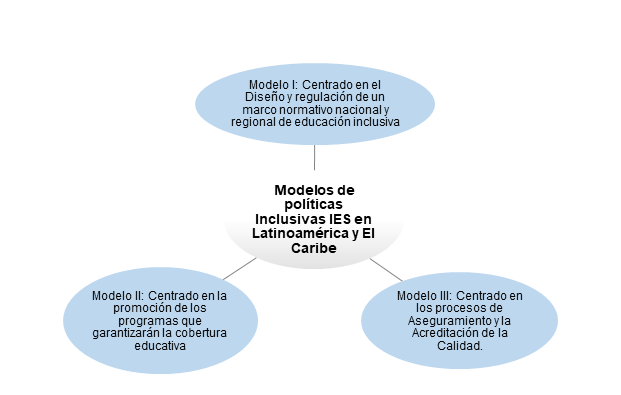 Modelo I: Centrado en el
Diseño y regulación de un
marco normativo nacional y
regional de educación inclusiva
Modelos de
políticas
Inclusivas IES en
Latinoamérica y El
Caribe
Modelo II: Centrado en la
promoción de los
programas que
garantizarán la cobertura
educativa
Modelo III: Centrado en
los procesos de
Aseguramiento y la
Acreditación de la
Calidad.